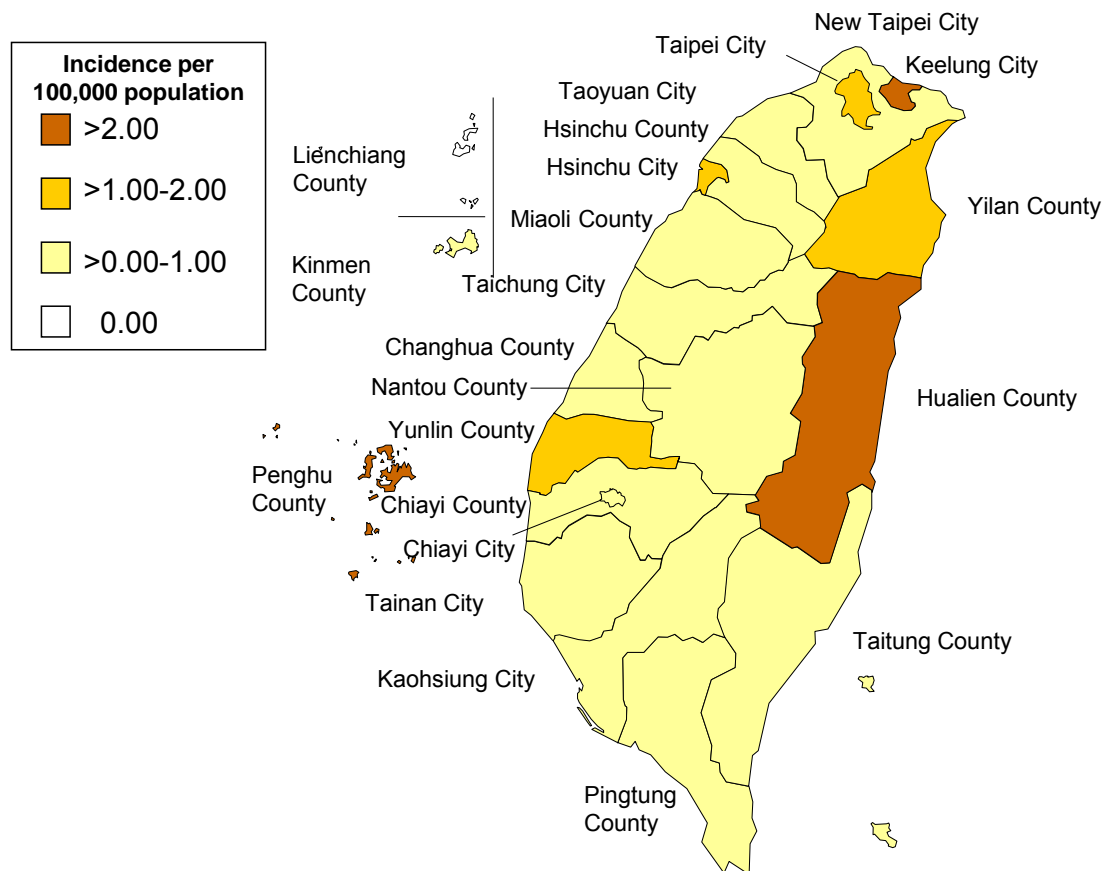 Incidence per
100,000 population
>2.00
>1.00-2.00
>0.00-1.00
0.00
New Taipei City
Taipei City
Keelung City
Taoyuan City
Hsinchu County
Hsinchu City
Lienchiang
County
Miaoli County
Yilan County
Kinmen
County
Taichung City
Changhua County
Nantou County
Hualien County
Yunlin County
Penghu
County
Chiayi County
Chiayi City
Tainan City
Taitung County
Kaohsiung City
Pingtung
County